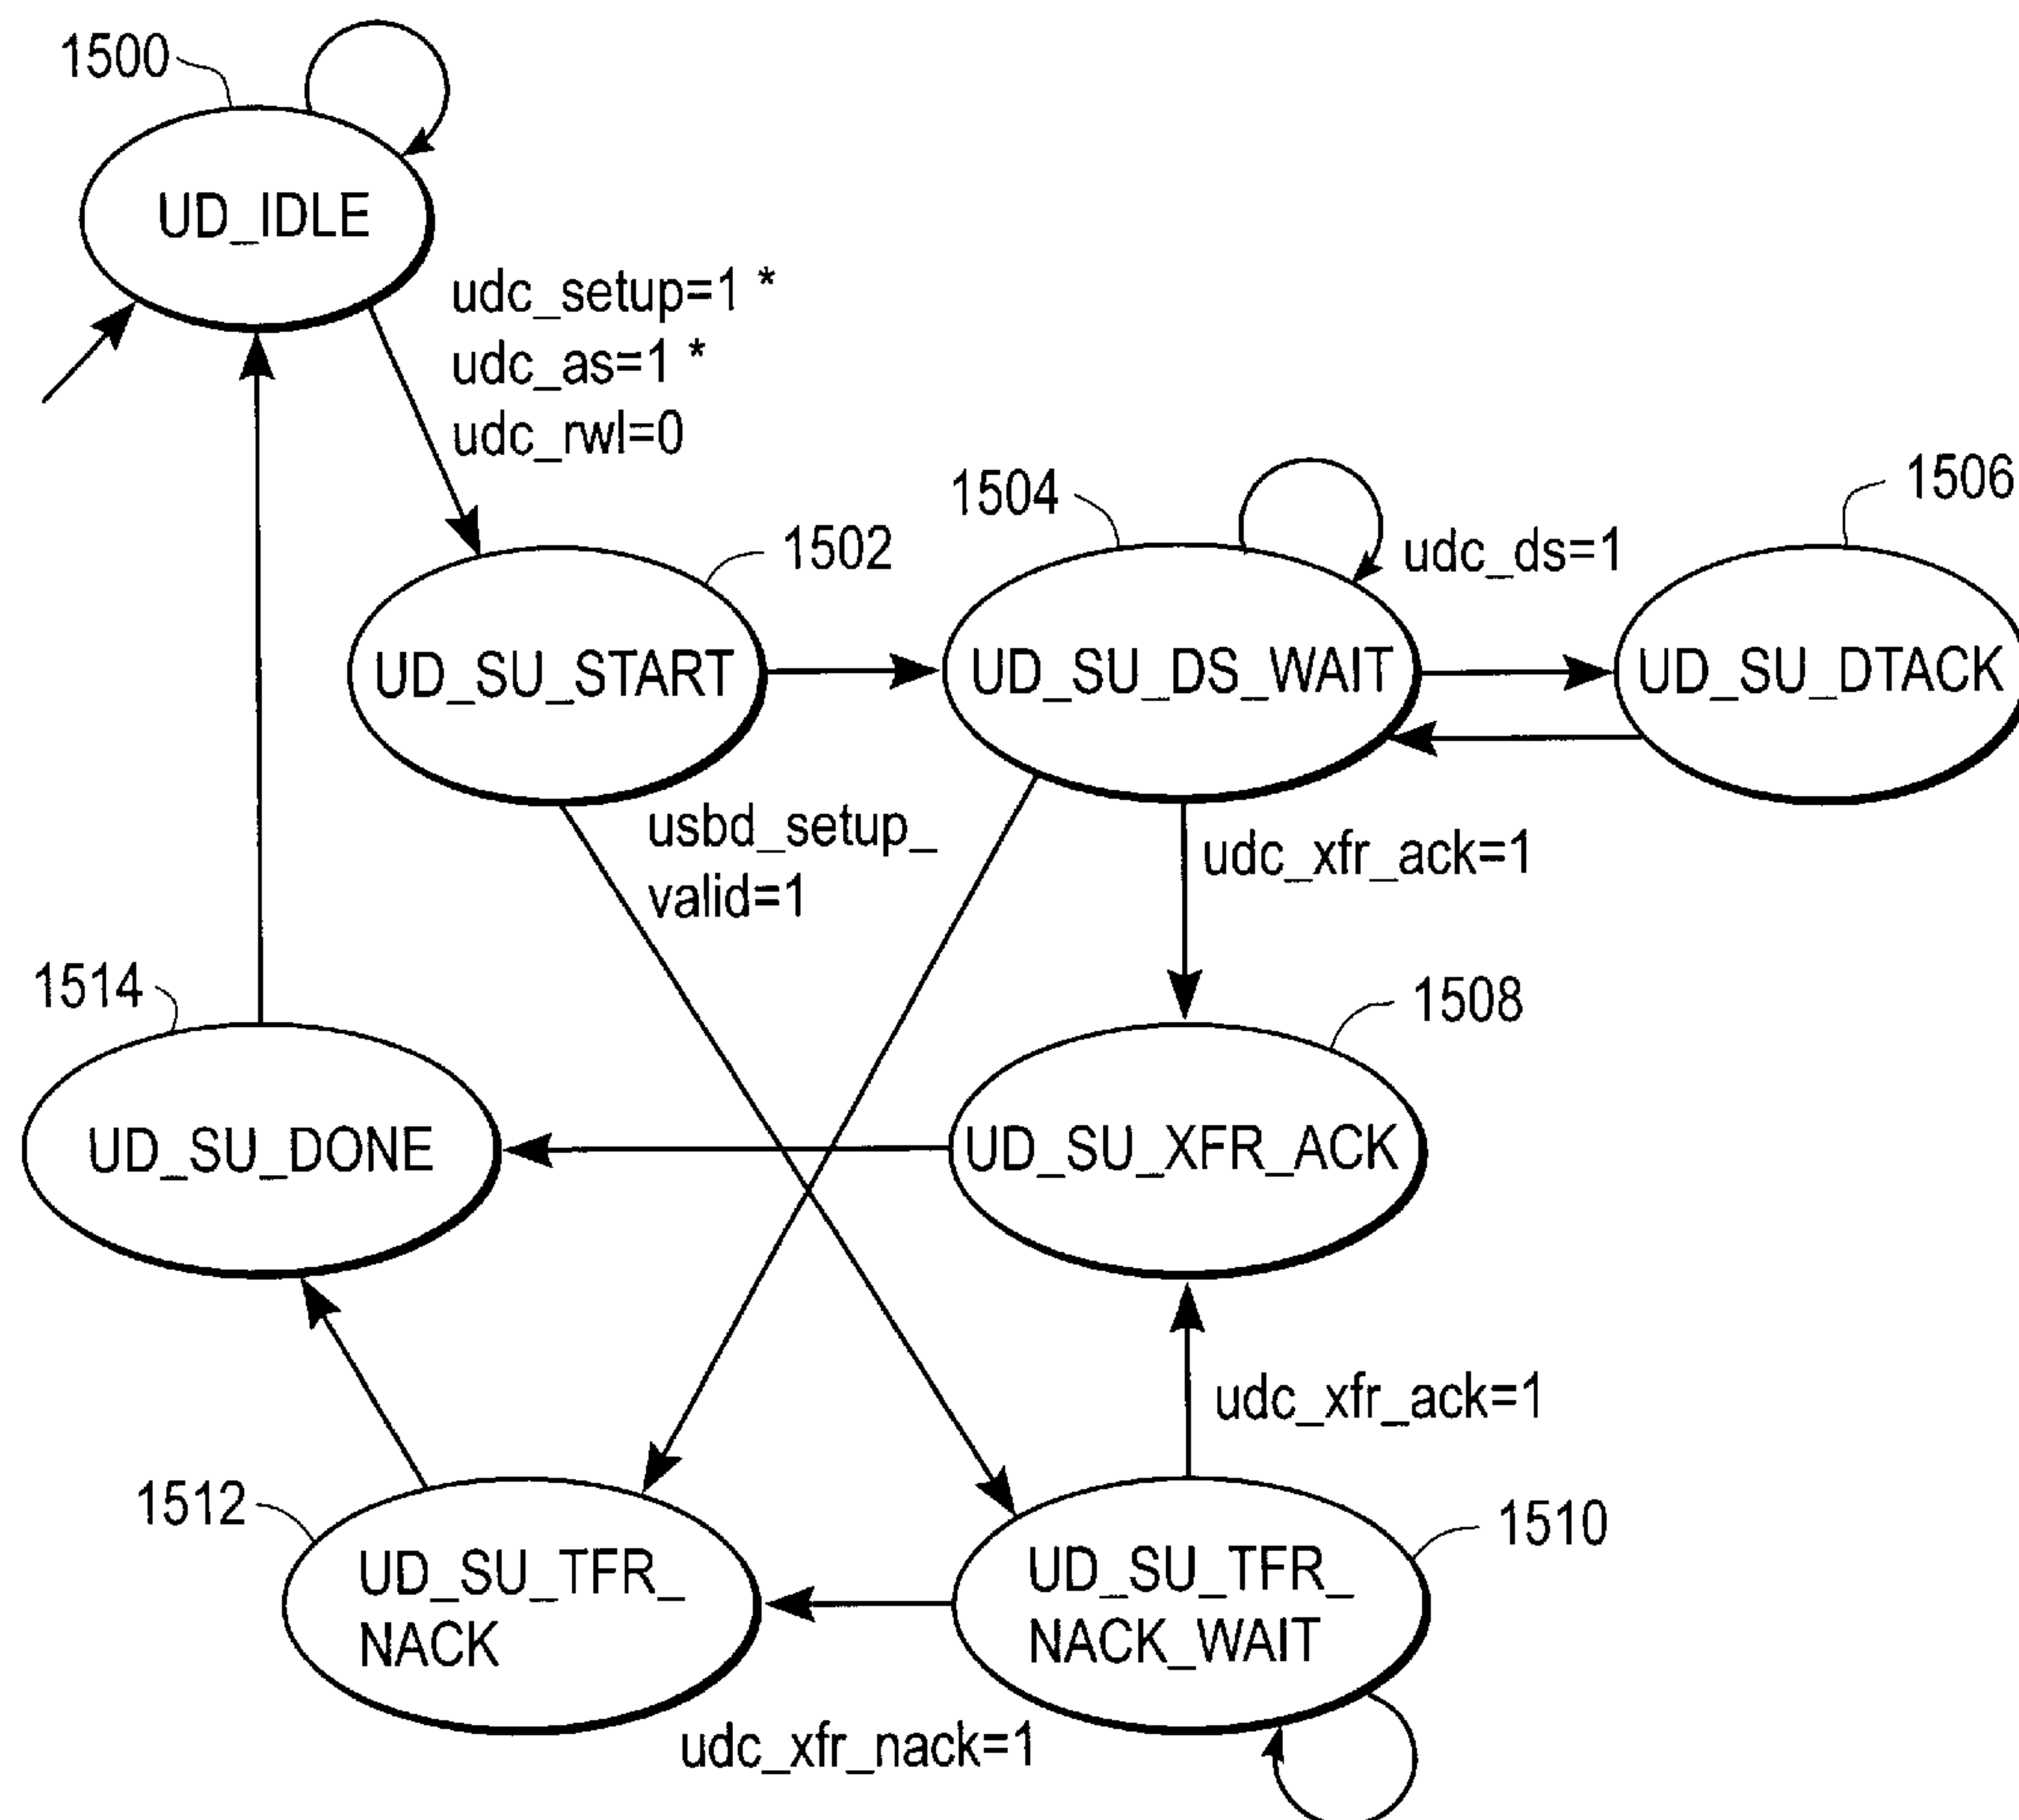 1500
UD_IDLE
udc_setup=1 *
udc_as=1 *
udc_rwl=0
1504
1506
1502
udc_ds=1
UD_SU_START
UD_SU_DS_WAIT
UD_SU_DTACK
usbd_setup_
valid=1
udc_xfr_ack=1
1514
1508
UD_SU_DONE
UD_SU_XFR_ACK
udc_xfr_ack=1
1512
1510
UD_SU_TFR_
NACK
UD_SU_TFR_
NACK_WAIT
udc_xfr_nack=1